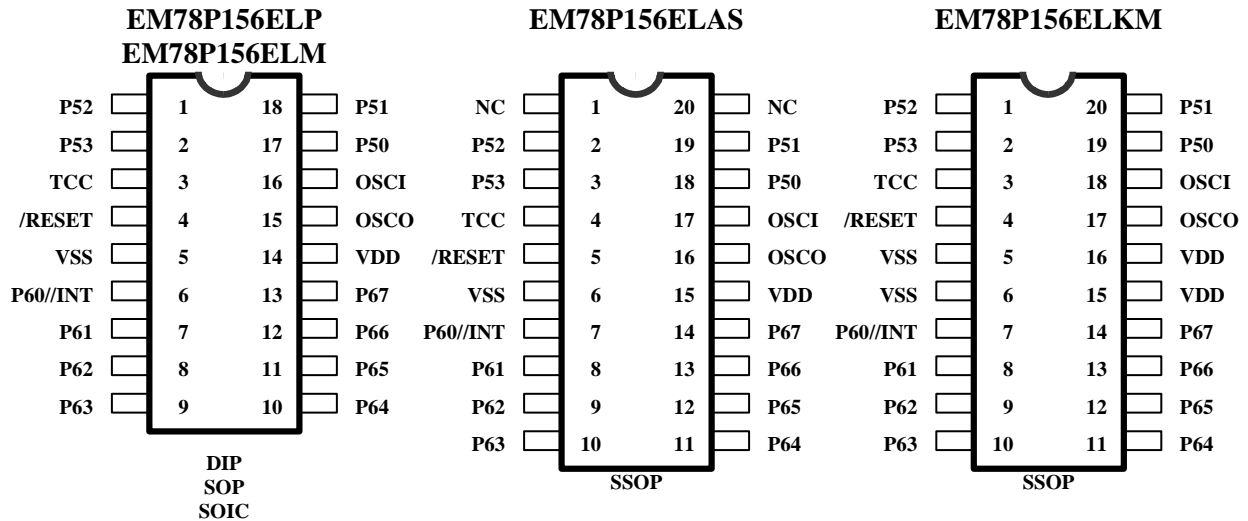 EM78P156ELP
EM78P156ELM
P52 1 18 P51
P53 2 17 P50
TCC 3 16 OSCI
/RESET 4 15 OSCO
VSS 5 14 VDD
P60//INT 6 13 P67
P61 7 12 P66
P62 8 11 P65
P63 9 10 P64
DIP
SOP
SOIC
EM78P156ELAS
NC 1 20 NC
P52 2 19 P51
P53 3 18 P50
TCC 4 17 OSCI
/RESET 5 16 OSCO
VSS 6 15 VDD
P60//INT 7 14 P67
P61 8 13 P66
P62 9 12 P65
P63 10 11 P64
SSOP
EM78P156ELKM
P52 1 20 P51
P53 2 19 P50
TCC 3 18 OSCI
/RESET 4 17 OSCO
VSS 5 16 VDD
VSS 6 15 VDD
P60//INT 7 14 P67
P61 8 13 P66
P62 9 12 P65
P63 10 11 P64
SSOP